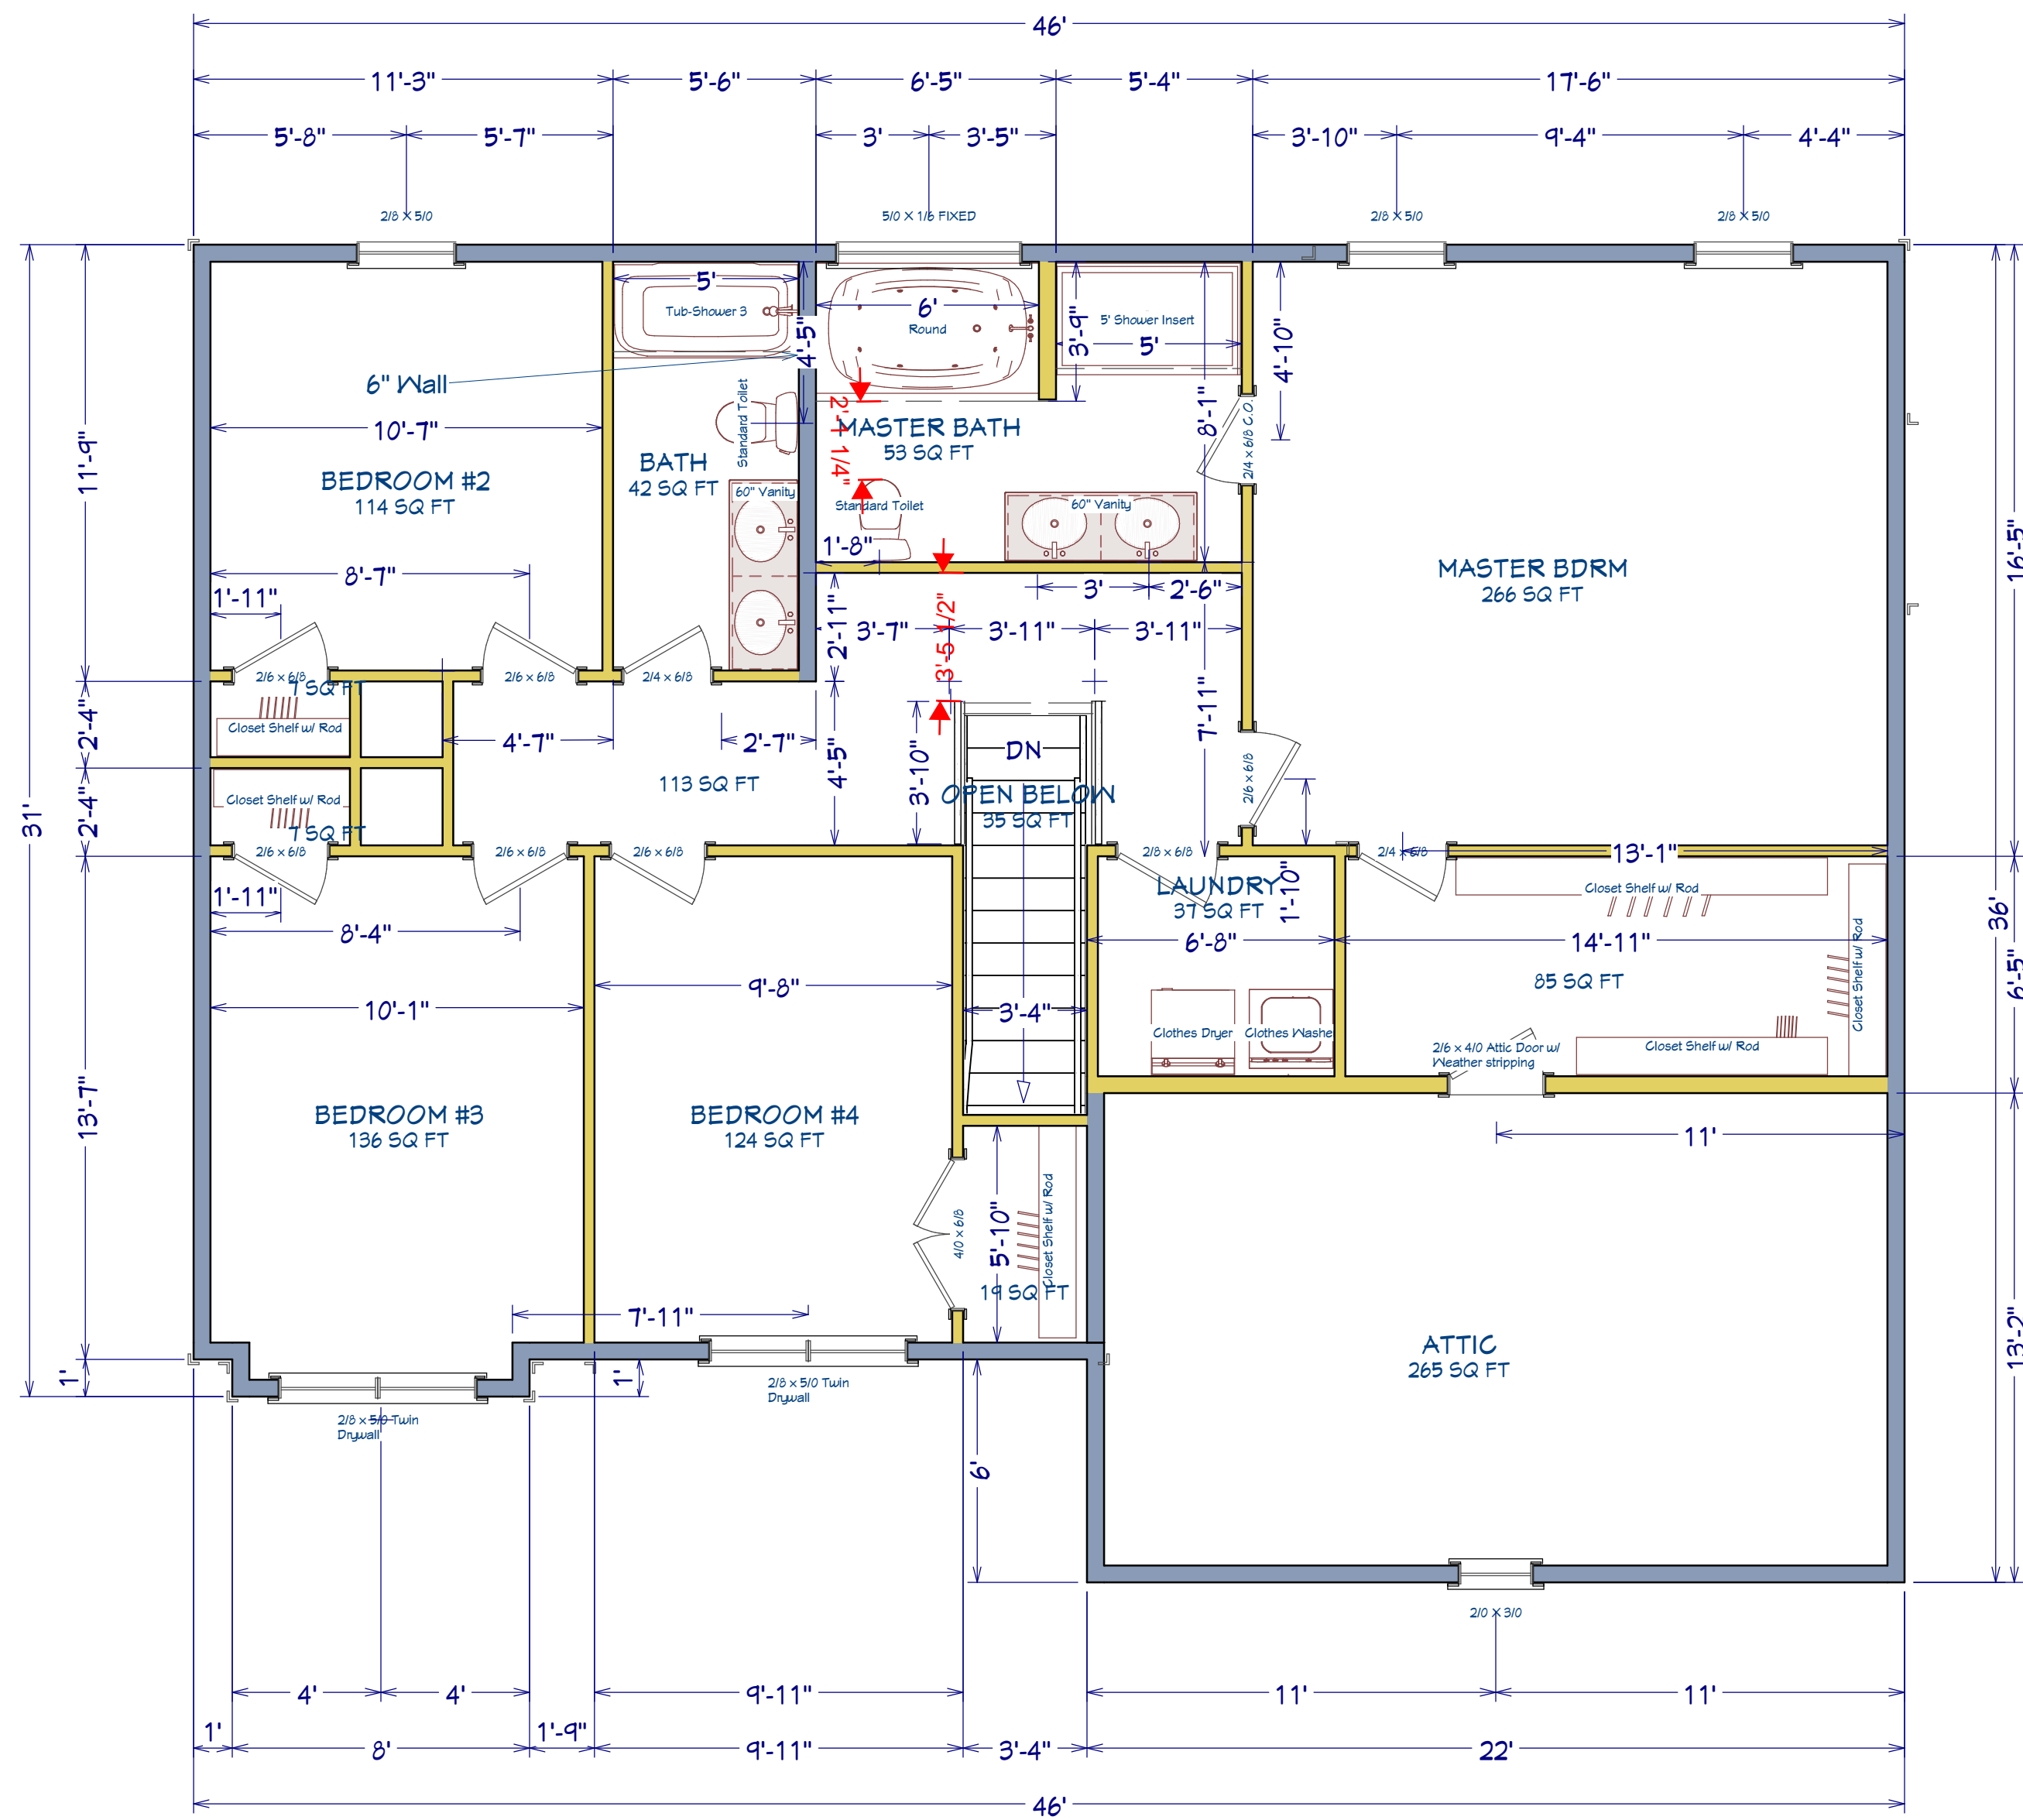 46'
11'-3"
5'-6"
6'-5"
5'-4"
17'-6"
5'-8"
5'-7"
3'
3'-5"
3'-10"
9'-4"
4'-4"
2/8 X 5/0
5/0 X 1/6 FIXED
2/8 X 5/0
2/8 X 5/0
5'
Tub-Shower 3
6'
Round
5' Shower Insert
5'
3'-9"
4'-5"
4'-10"
6" Wall
Standard Toilet
2'-1 1/4"
8'-1"
2/4 x 6/8 C.O.
10'-7"
11'-9"
MASTER BATH
53 SQ FT
BEDROOM #2
114 SQ FT
BATH
42 SQ FT
60" Vanity
Standard Toilet
60" Vanity
1'-8"
16'-5"
MASTER BDRM
266 SQ FT
8'-7"
1'-11"
3'
2'-6"
2'-11"
3'-7"
3'-11"
3'-11"
3'-5 1/2"
2/6 x 6/8
7 SQ FT
2/6 x 6/8
2/4 x 6/8
Closet Shelf w/ Rod
2'-4"
4'-7"
2'-7"
7'-11"
DN
4'-5"
3'-10"
2/6 x 6/8
113 SQ FT
OPEN BELOW
35 SQ FT
31'
2'-4"
Closet Shelf w/ Rod
7 SQ FT
2/6 x 6/8
2/6 x 6/8
2/6 x 6/8
2/8 x 6/8
2/4 x 6/8
13'-1"
1'-11"
8'-4"
LAUNDRY
37 SQ FT
1'-10"
Closet Shelf w/ Rod
36'
6'-8"
14'-11"
85 SQ FT
Closet Shelf w/ Rod
6'-5"
10'-1"
9'-8"
3'-4"
Clothes Dryer
Clothes Washe
2/6 x 4/0 Attic Door w/
Weather stripping
Closet Shelf w/ Rod
13'-7"
BEDROOM #3
136 SQ FT
BEDROOM #4
124 SQ FT
11'
4/0 x 6/8
5'-10"
Closet Shelf w/ Rod
19 SQ FT
7'-11"
ATTIC
265 SQ FT
13'-2"
1'
1'
2/8 x 5/0 Twin
Drywall
2/8 x 5/0 Twin
Drywall
6'
2/0 X 3/0
4'
4'
9'-11"
11'
11'
1'
8'
1'-9"
9'-11"
3'-4"
22'
46'